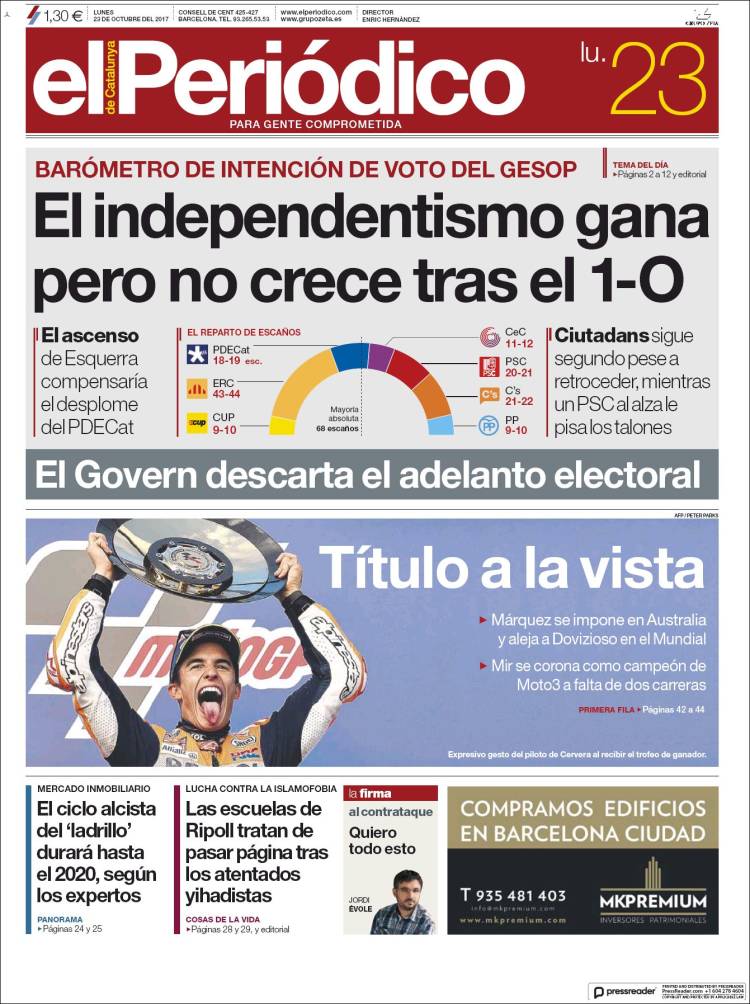 1,30 €
LUNES
23 DE OCTUBRE DEL 2017
CONSELL DE CENT 425-427
BARCELONA. TEL. 93.265.53.53
www.elperiodico.com
www.grupozeta.es
DIRECTOR
ENRIC HERNÀNDEZ
el Periódico
de Catalunya
PARA GENTE COMPROMETIDA
lu. 23
BARÓMETRO DE INTENCIÓN DE VOTO DEL GESOP
TEMA DEL DÍA
▸Páginas 2 a 12 y editorial
El independentismo gana
pero no crece tras el 1-O
El ascenso
de Esquerra
compensaría
el desplome
del PDECat
EL REPARTO DE ESCAÑOS
PDECat
18-19 esc.
ERC
43-44
cup
CUP
9-10
Mayoría
absoluta
68 escaños
CeC
11-12
PSC
PSC
20-21
C's
C's
21-22
PP
PP
9-10
Ciutadans sigue
segundo pese a
retroceder, mientras
un PSC al alza le
pisa los talones
El Govern descarta el adelanto electoral
AFP / PETER PARKS
Título a la vista
▸ Márquez se impone en Australia
y aleja a Dovizioso en el Mundial
▸ Mir se corona como campeón de
Moto3 a falta de dos carreras
PRIMERA FILA ▸ Páginas 42 a 44
Expresivo gesto del piloto de Cervera al recibir el trofeo de ganador.
motoGP
alpinestars
alpinestars
MERCADO INMOBILIARIO
El ciclo alcista
del ‘ladrillo’
durará hasta
el 2020, según
los expertos
PANORAMA
▸Páginas 24 y 25
LUCHA CONTRA LA ISLAMOFOBIA
Las escuelas de
Ripoll tratan de
pasar página tras
los atentados
yihadistas
COSAS DE LA VIDA
▸Páginas 28 y 29, y editorial
la firma
al contrataque
Quiero
todo esto
JORDI
ÉVOLE
COMPRAMOS EDIFICIOS
EN BARCELONA CIUDAD
T 935 481 403
info@mkpremium.com
www.mkpremium.com
MKPREMIUM
INVERSORES PATRIMONIALES
pressreader
PRINTED AND DISTRIBUTED BY PRESSREADER
PressReader.com +1 604 278 4604
COPYRIGHT AND PROTECTED BY APPLICABLE LAW